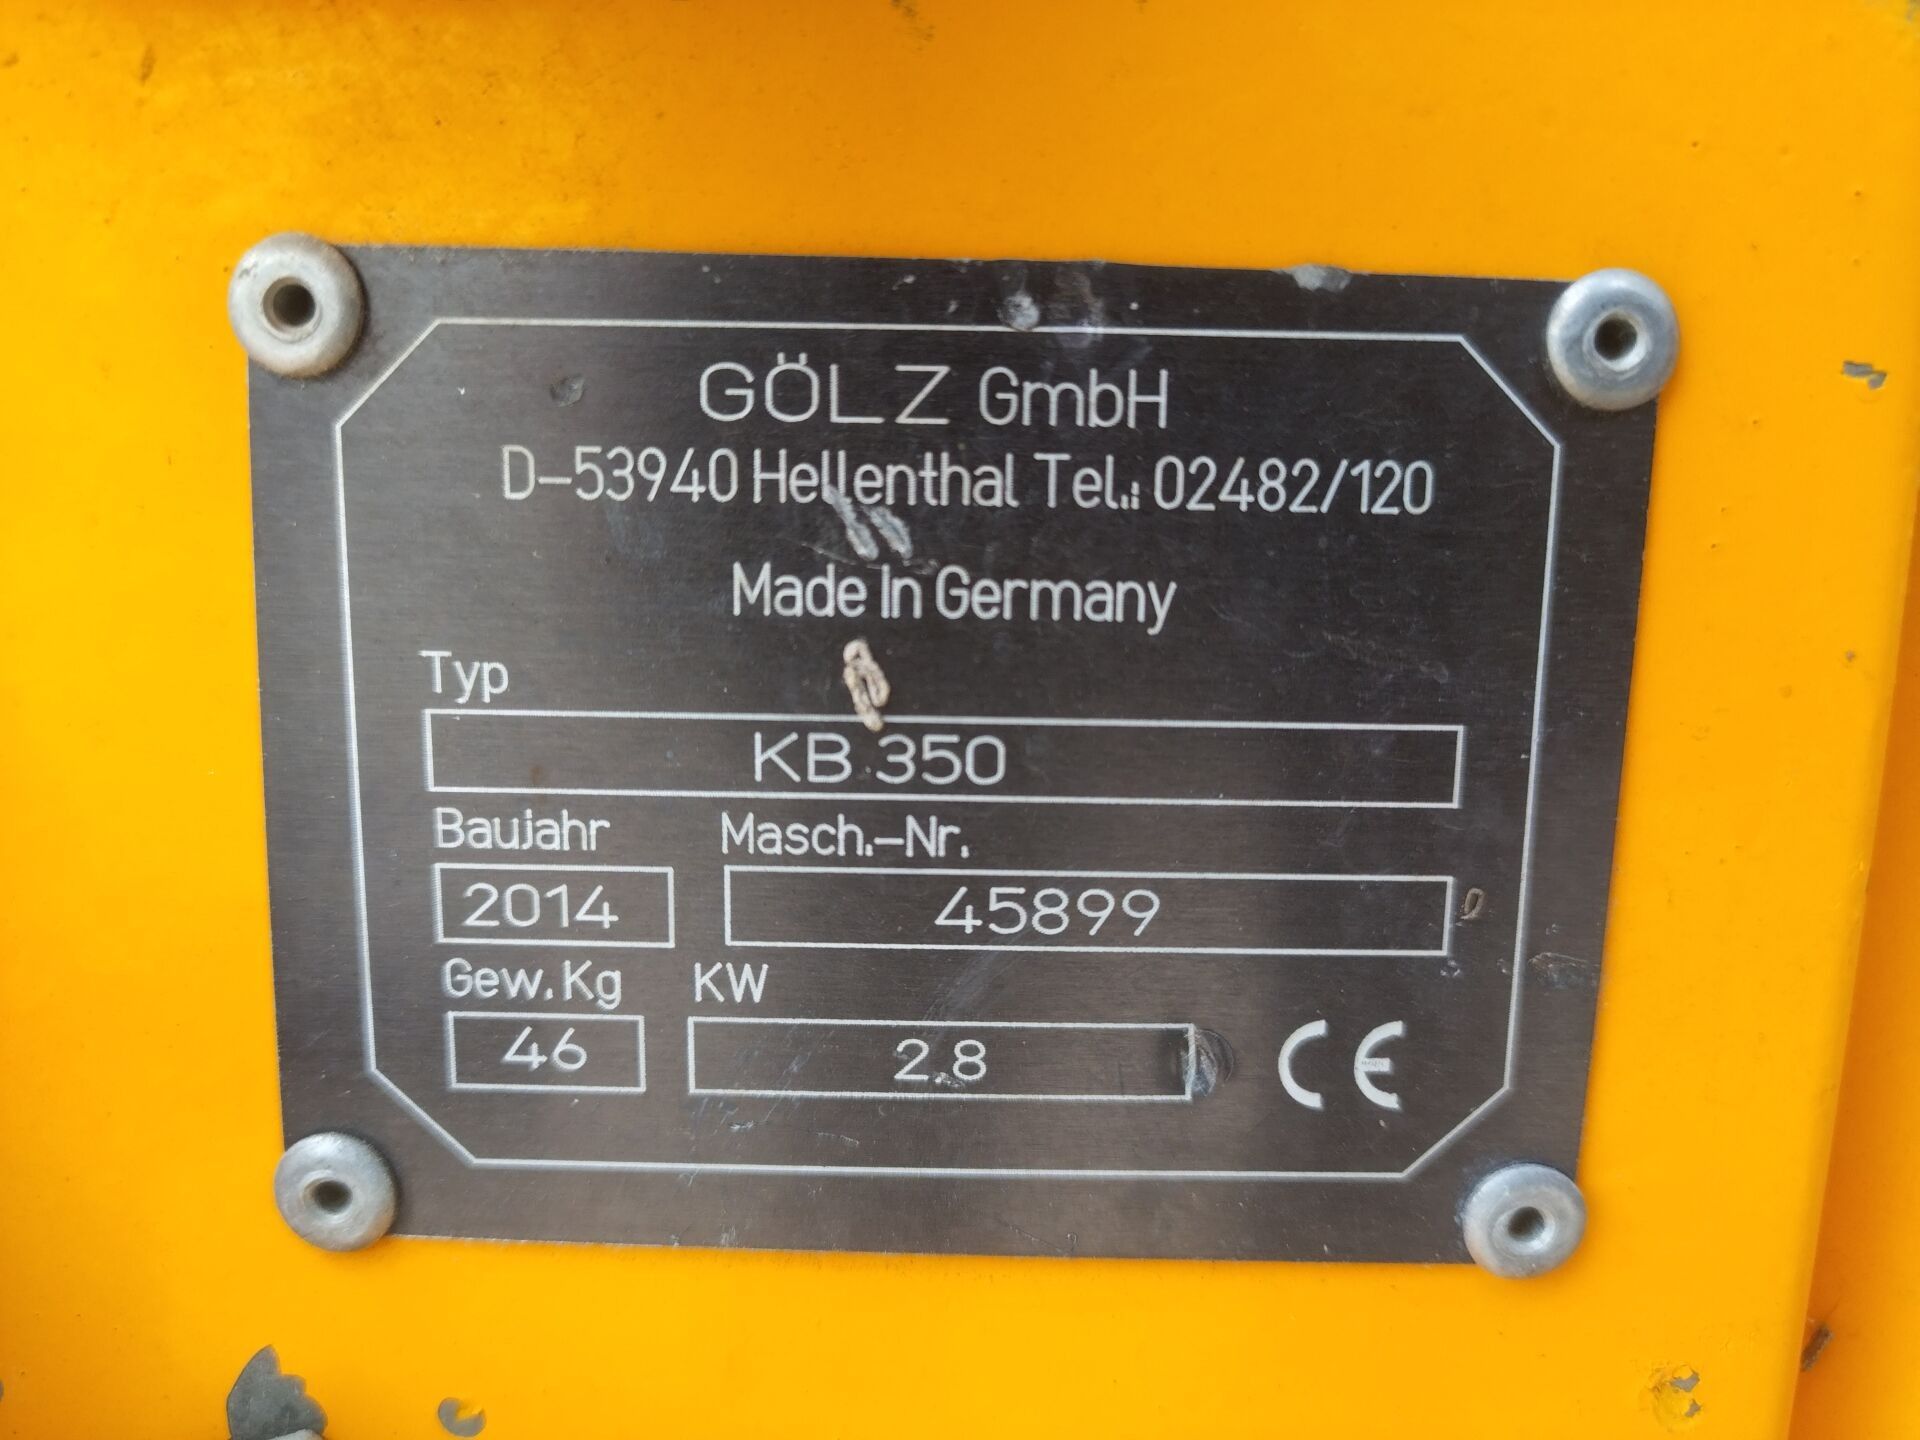 GÖLZ GmbH
D-53940 Hellenthal Tel.: 02482/120
Made In Germany
Typ
KB 350
Baujahr Masch.-Nr.
2014 45899
Gew. Kg KW
46 2.8
CE